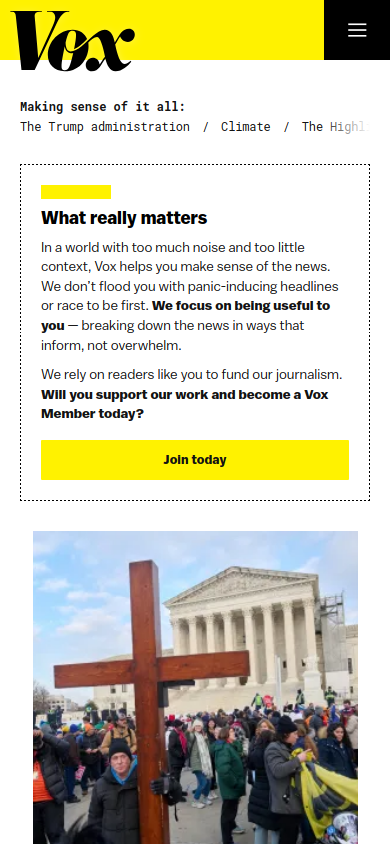 Vox
Making sense of it all:
The Trump administration / Climate / The Highl
What really matters
In a world with too much noise and too little
context, Vox helps you make sense of the news.
We don't flood you with panic-inducing headlines
or race to be first. We focus on being useful to
you — breaking down the news in ways that
inform, not overwhelm.
We rely on readers like you to fund our journalism.
Will you support our work and become a Vox
Member today?
Join today